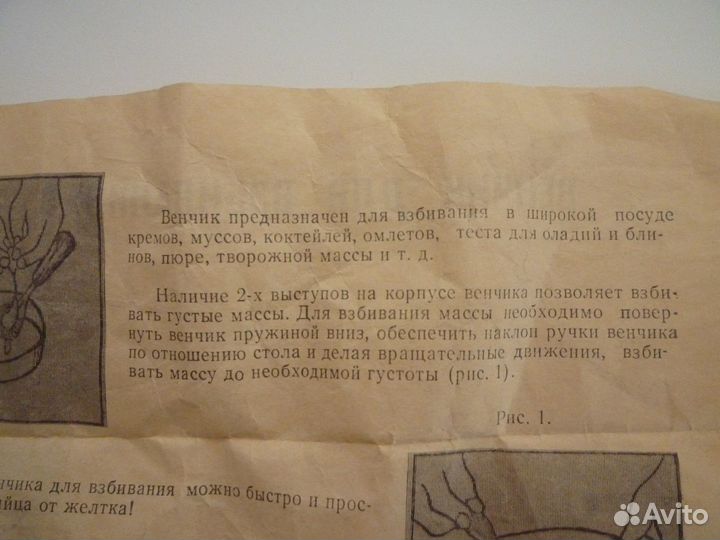 Венчик предназначен для взбивания в широкой посуде
кремов, муссов, коктейлей, омлетов, теста для оладий и бли-
нов, пюре, творожной массы и т. д.
Наличие 2-х выступов на корпусе венчика позволяет взби-
вать густые массы. Для взбивания массы необходимо повер-
нуть венчик пружиной вниз, обеспечить наклон ручки венчика
по отношению стола и делая вращательные движения, взби-
вать массу до необходимой густоты (рис. 1).
Рис. 1.
нчика для взбивания можно быстро и прос-
яйца от желтка!
Avito